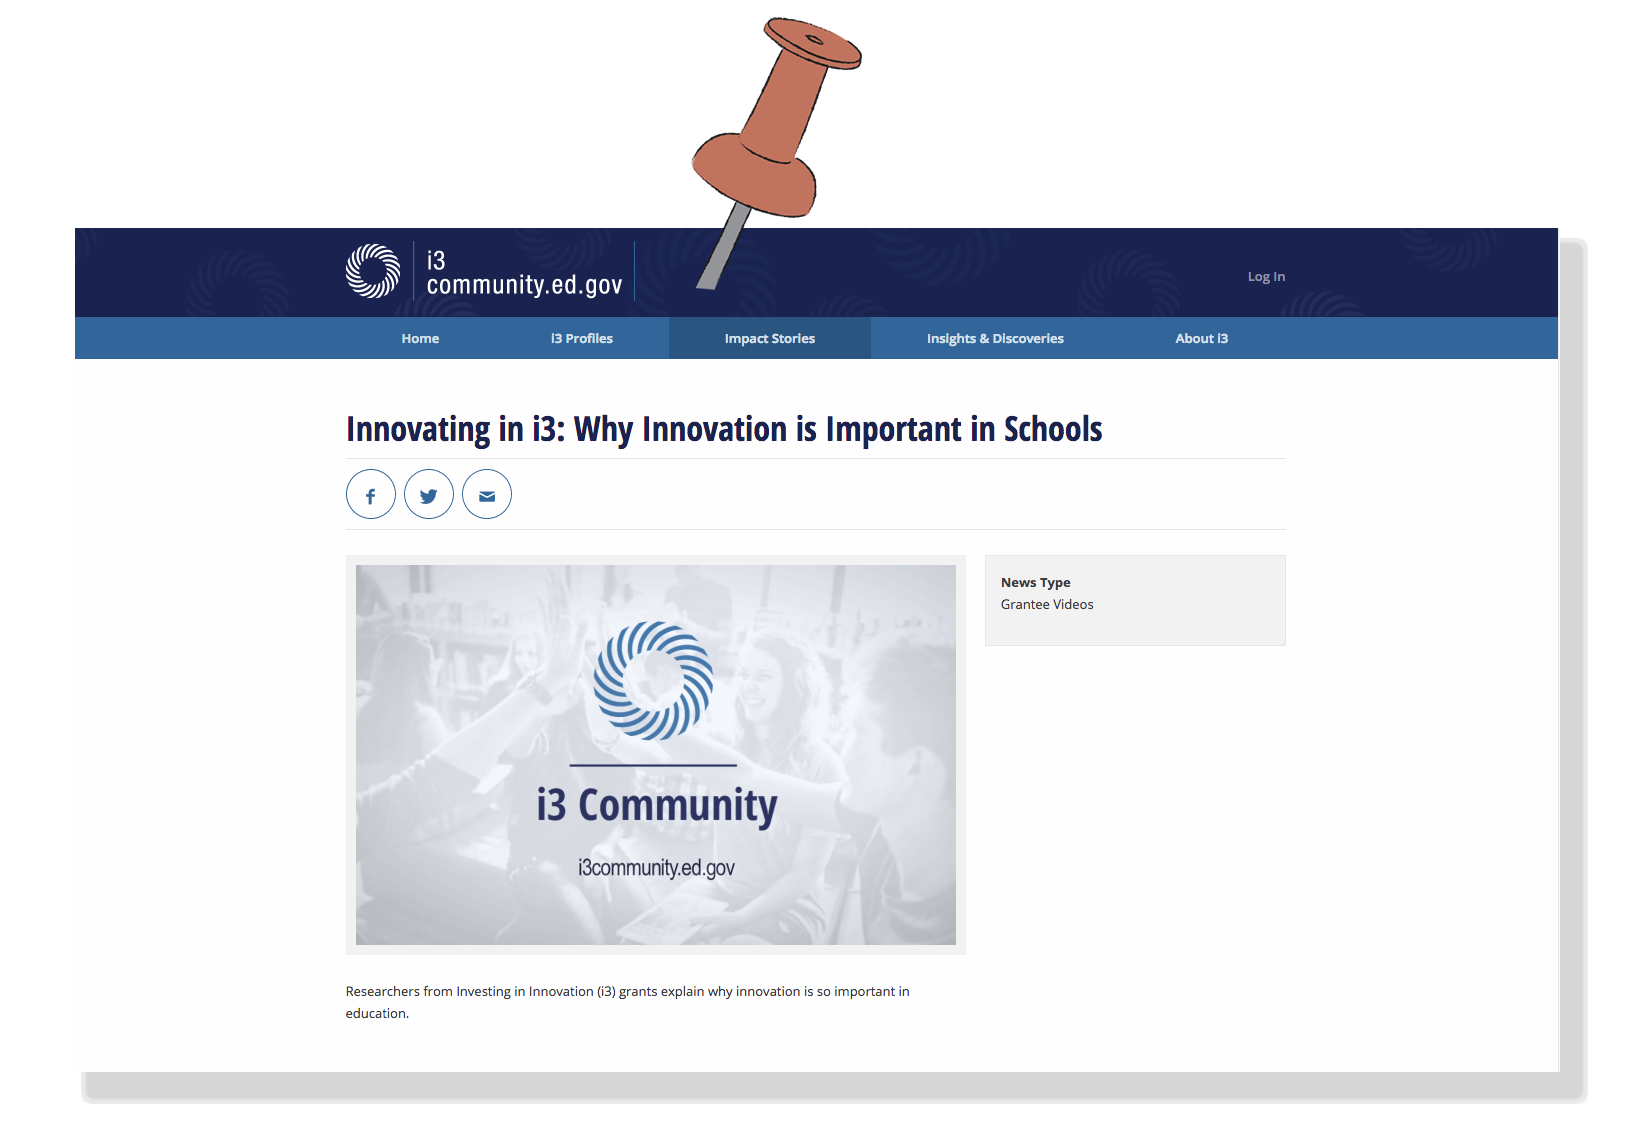 i3
community.ed.gov
Log In
Home
i3 Profiles
Impact Stories
Insights & Discoveries
About i3
Innovating in i3: Why Innovation is Important in Schools
News Type
Grantee Videos
i3 Community
i3community.ed.gov
Researchers from Investing in Innovation (i3) grants explain why innovation is so important in
education.